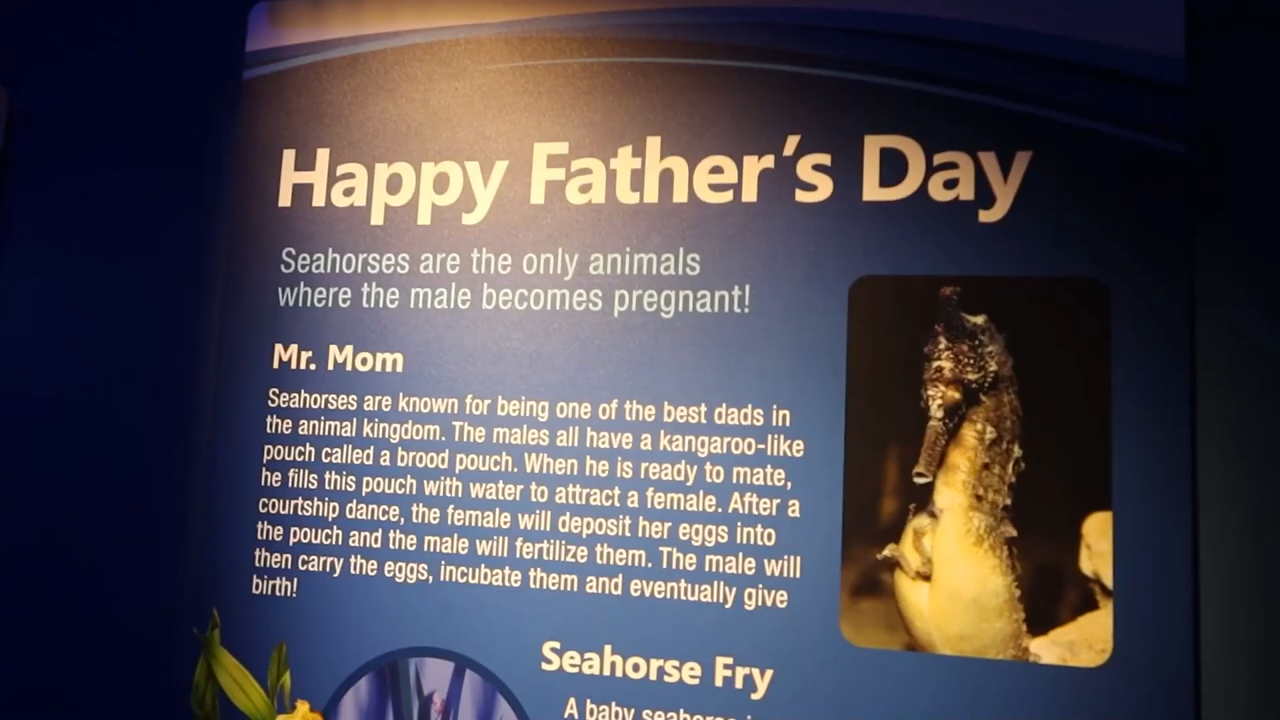 Happy Father's Day
Seahorses are the only animals
where the male becomes pregnant!
Mr. Mom
Seahorses are known for being one of the best dads in
the animal kingdom. The males all have a kangaroo-like
pouch called a brood pouch. When he is ready to mate,
he fills this pouch with water to attract a female. After a
courtship dance, the female will deposit her eggs into
the pouch and the male will fertilize them. The male will
then carry the eggs, incubate them and eventually give
birth!
Seahorse Fry
A baby seahorse